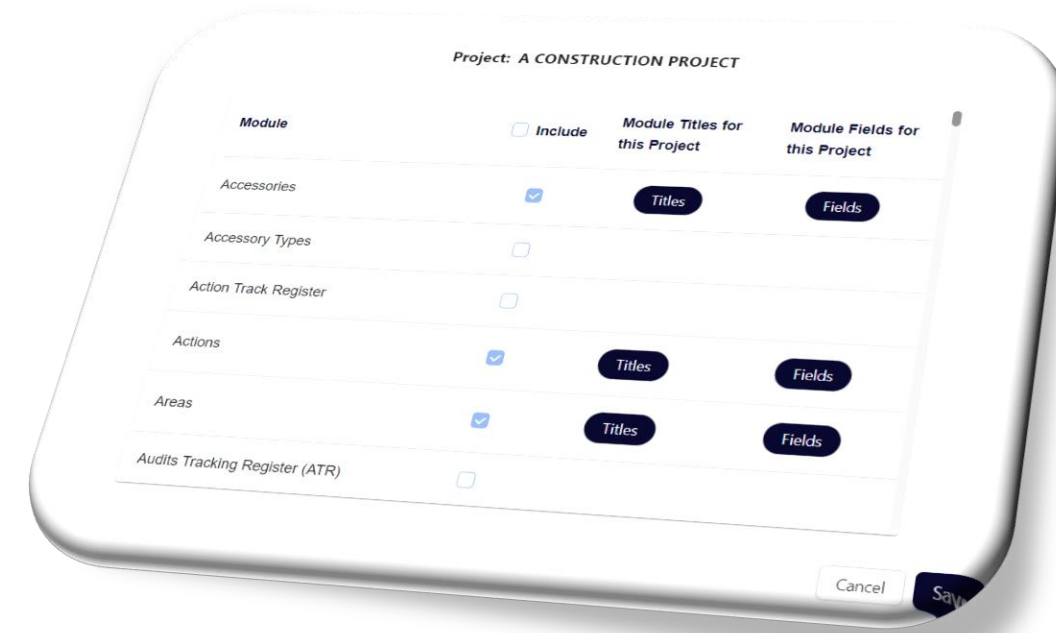 Project: A CONSTRUCTION PROJECT
Module
Include
Module Titles for
this Project
Module Fields for
this Project
Accessories
Titles
Fields
Accessory Types
Action Track Register
Actions
Titles
Fields
Areas
Titles
Fields
Audits Tracking Register (ATR)
Cancel